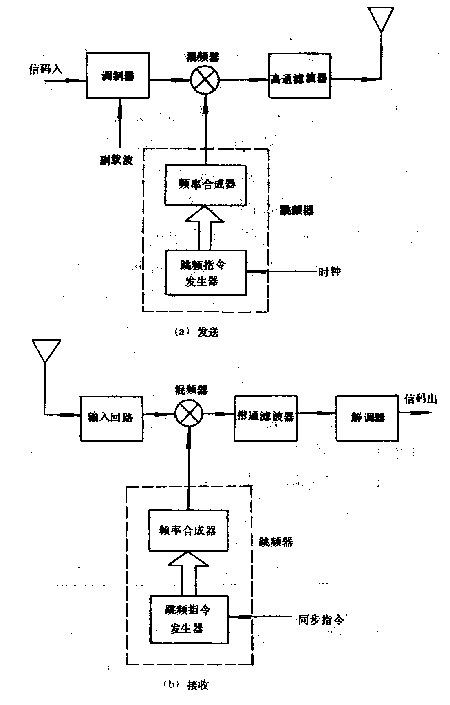 混频器
信码入
调制器
高通滤波器
副载波
频率合成器
跳频器
跳频指令
发生器
时钟
(a) 发送
混频器
信码出
输入回路
带通滤波器
解调器
频率合成器
跳频器
跳频指令
发生器
同步指令
(b) 接收